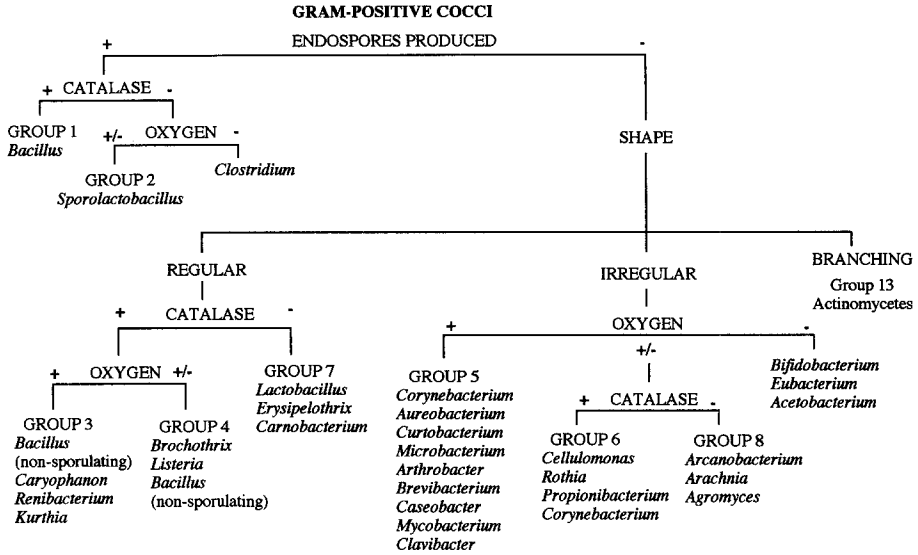 GRAM-POSITIVE COCCI
+ ENDOSPORES PRODUCED -
+ CATALASE -
GROUP 1
Bacillus
+/- OXYGEN -
GROUP 2
Sporolactobacillus
Clostridium
SHAPE
REGULAR
+ CATALASE -
+ OXYGEN +/-
GROUP 3
Bacillus
(non-sporulating)
Caryophanon
Renibacterium
Kurthia
GROUP 4
Brochothrix
Listeria
Bacillus
(non-sporulating)
GROUP 7
Lactobacillus
Erysipelothrix
Carnobacterium
IRREGULAR
+ OXYGEN -
+/-
GROUP 5
Corynebacterium
Aureobacterium
Curtobacterium
Microbacterium
Arthrobacter
Brevibacterium
Caseobacter
Mycobacterium
Clavibacter
+ CATALASE -
GROUP 6
Cellulomonas
Rothia
Propionibacterium
Corynebacterium
GROUP 8
Arcanobacterium
Arachnia
Agromyces
Bifidobacterium
Eubacterium
Acetobacterium
BRANCHING
Group 13
Actinomycetes